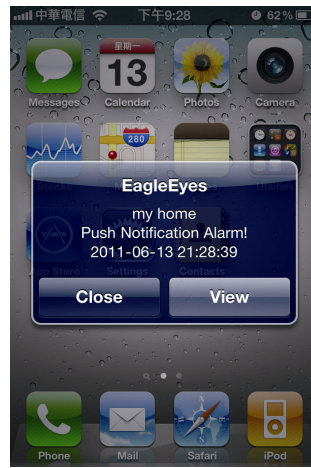 中華電信 下午9:28 62%
星期一
13
Messages Calendar Photos Camera
280
Stocks Utilities
EagleEyes
my home
Push Notification Alarm!
2011-06-13 21:28:39
App Store Settings Contacts
Close View
Phone Mail Safari iPod